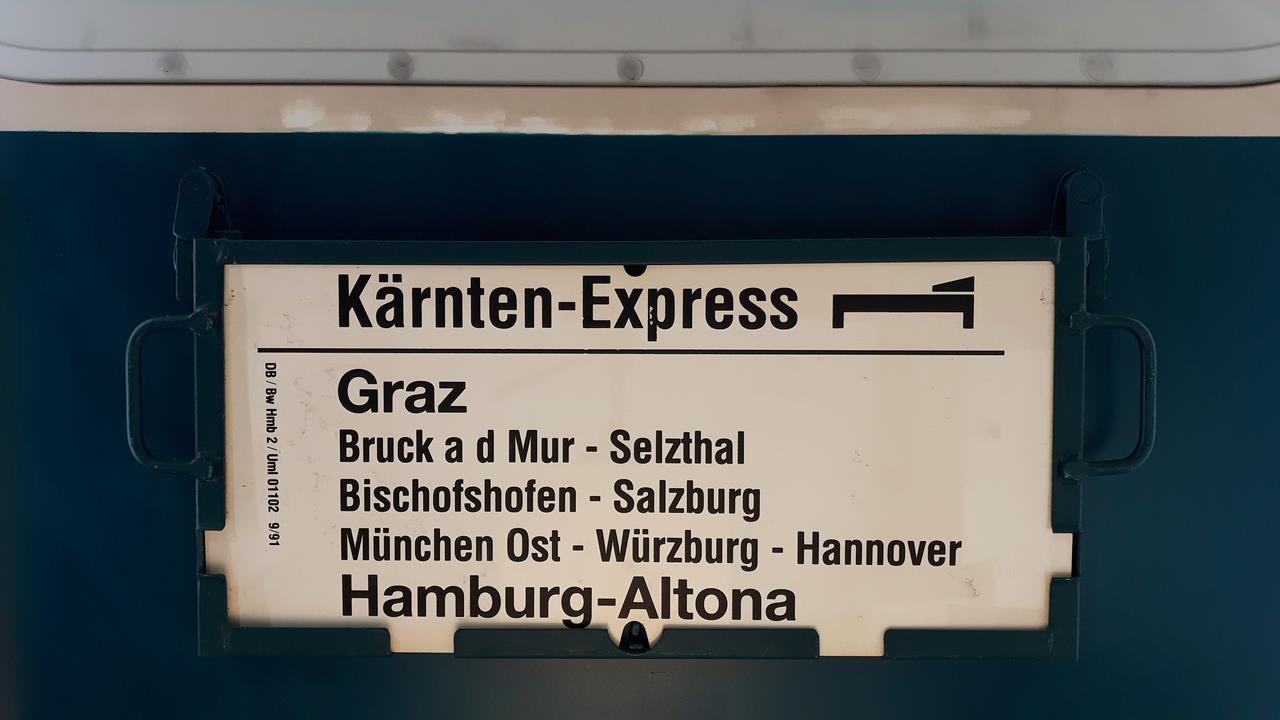 Kärnten-Express
Graz
Bruck a d Mur - Selzthal
Bischofshofen - Salzburg
München Ost - Würzburg - Hannover
Hamburg-Altona
DB / Bw Hmb 2 / Uml 01102 9/91